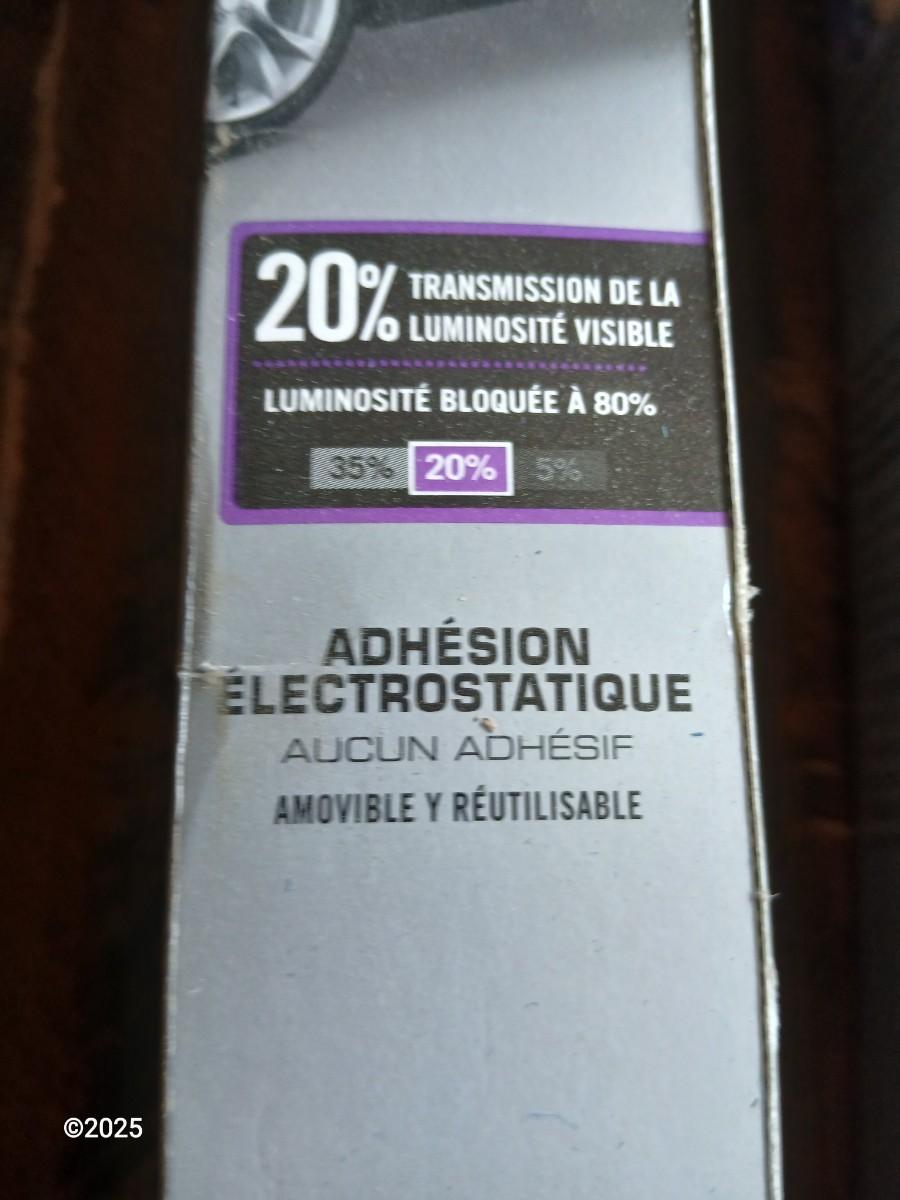 20% TRANSMISSION DE LA
LUMINOSITÉ VISIBLE
LUMINOSITÉ BLOQUÉE À 80%
35% 20% 5%
ADHÉSION
ÉLECTROSTATIQUE
AUCUN ADHÉSIF
AMOVIBLE Y RÉUTILISABLE
©2025